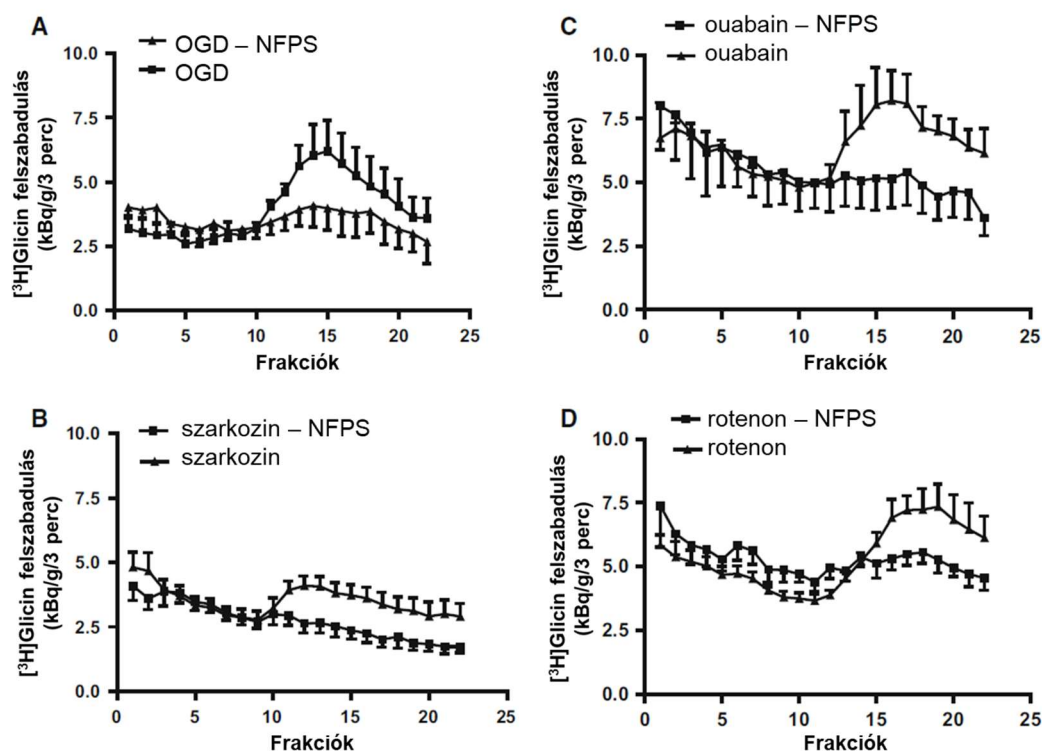 A
OGD – NFPS
OGD
[³H]Glicin felszabadulás
(kBq/g/3 perc)
10.0
7.5
5.0
2.5
0.0
0 5 10 15 20 25
Frakciók
C
ouabain – NFPS
ouabain
[³H]Glicin felszabadulás
(kBq/g/3 perc)
10.0
7.5
5.0
2.5
0.0
0 5 10 15 20 25
Frakciók
B
szarkozin – NFPS
szarkozin
[³H]Glicin felszabadulás
(kBq/g/3 perc)
10.0
7.5
5.0
2.5
0.0
0 5 10 15 20 25
Frakciók
D
rotenon – NFPS
rotenon
[³H]Glicin felszabadulás
(kBq/g/3 perc)
10.0
7.5
5.0
2.5
0.0
0 5 10 15 20 25
Frakciók